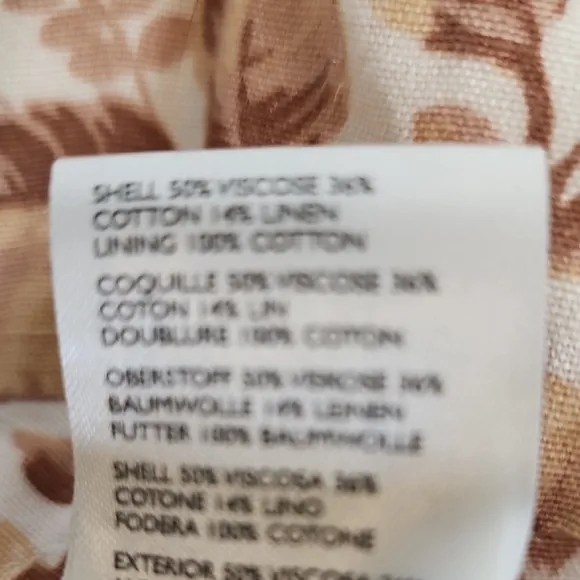 SHELL 50% VISCOSE 36%
COTTON 14% LINEN
LINING 100% COTTON
COQUILLE 50% VISCOSE 36%
COTON 14% LIN
DOUBLURE 100% COTTON
OBERSTOFF 50% VISKOSE 36%
BAUMWOLLE 14% LEINEN
FUTTER 100% BAUMWOLLE
SHELL 50% VISCOSA 36%
COTONE 14% LINO
FODERA 100% COTONE
EXTERIOR 50% VISCOSA